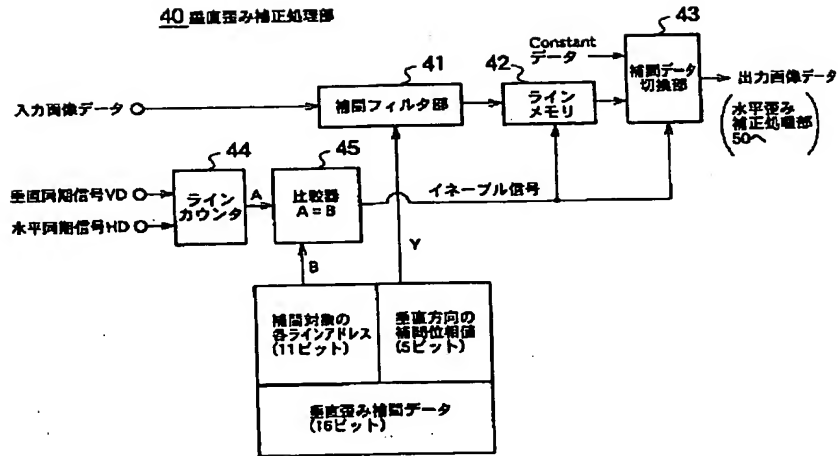 40 垂直歪み補正処理部
43
Constant
データ
41
42
補間データ
切換部
出力画像データ
入力画像データ
補間フィルタ部
ライン
メモリ
水平歪み
補正処理部
50へ
44
45
垂直同期信号VD
水平同期信号HD
ライン
カウンタ
A
比較器
A=B
イネーブル信号
B
Y
補間対象の
各ラインアドレス
(11ビット)
垂直方向の
補間位相値
(5ビット)
垂直歪み補間データ
(16ビット)